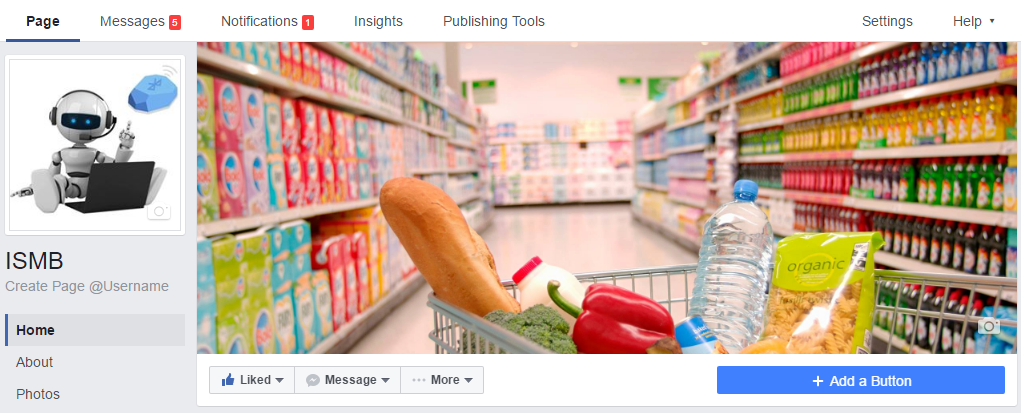 Page Messages 5 Notifications 1 Insights Publishing Tools Settings Help
ISMB
Create Page @Username
Home
About
Photos
organic
Liked Message More + Add a Button